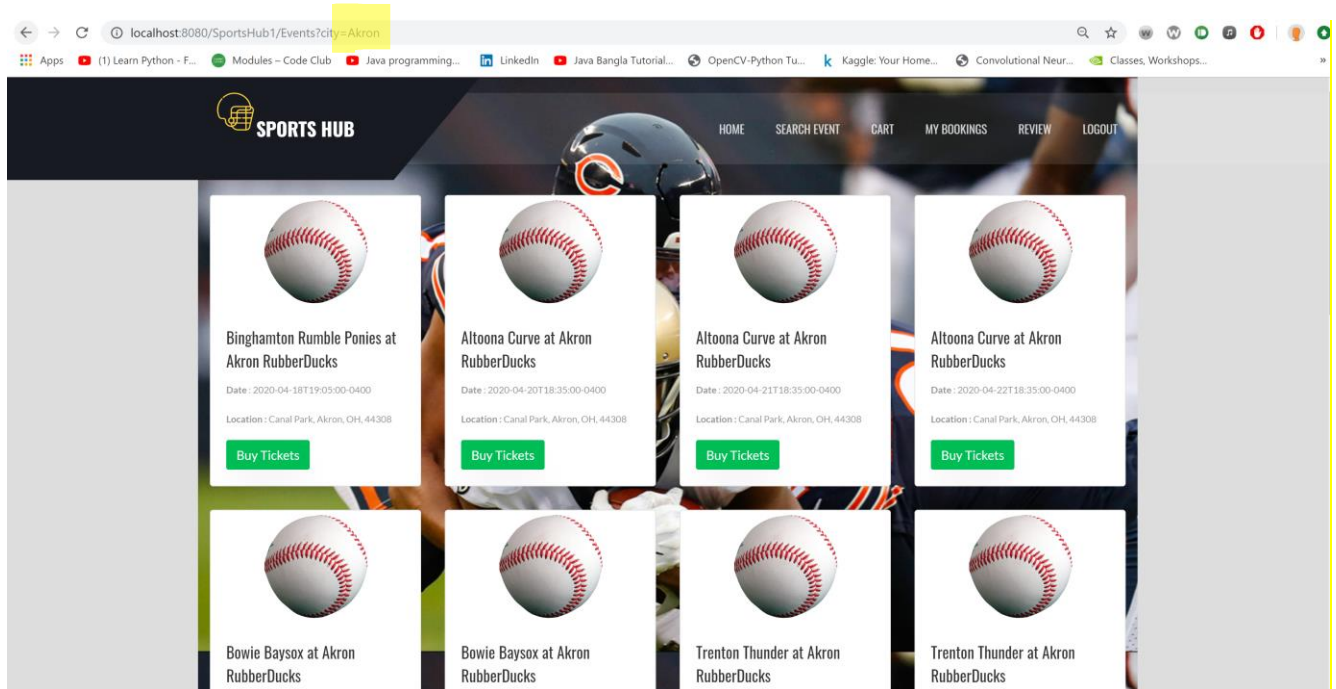 localhost:8080/SportsHub1/Events?city=Akron
Apps (1) Learn Python - F... Modules – Code Club Java programming... LinkedIn Java Bangla Tutorial... OpenCV-Python Tu... Kaggle: Your Home... Convolutional Neur... Classes, Workshops... »
SPORTS HUB
HOME SEARCH EVENT CART MY BOOKINGS REVIEW LOGOUT
Binghamton Rumble Ponies at
Akron RubberDucks
Date : 2020-04-18T19:05:00-0400
Location : Canal Park, Akron, OH, 44308
Buy Tickets
Altoona Curve at Akron
RubberDucks
Date : 2020-04-20T18:35:00-0400
Location : Canal Park, Akron, OH, 44308
Buy Tickets
Altoona Curve at Akron
RubberDucks
Date : 2020-04-21T18:35:00-0400
Location : Canal Park, Akron, OH, 44308
Buy Tickets
Altoona Curve at Akron
RubberDucks
Date : 2020-04-22T18:35:00-0400
Location : Canal Park, Akron, OH, 44308
Buy Tickets
Bowie Baysox at Akron
RubberDucks
Bowie Baysox at Akron
RubberDucks
Trenton Thunder at Akron
RubberDucks
Trenton Thunder at Akron
RubberDucks